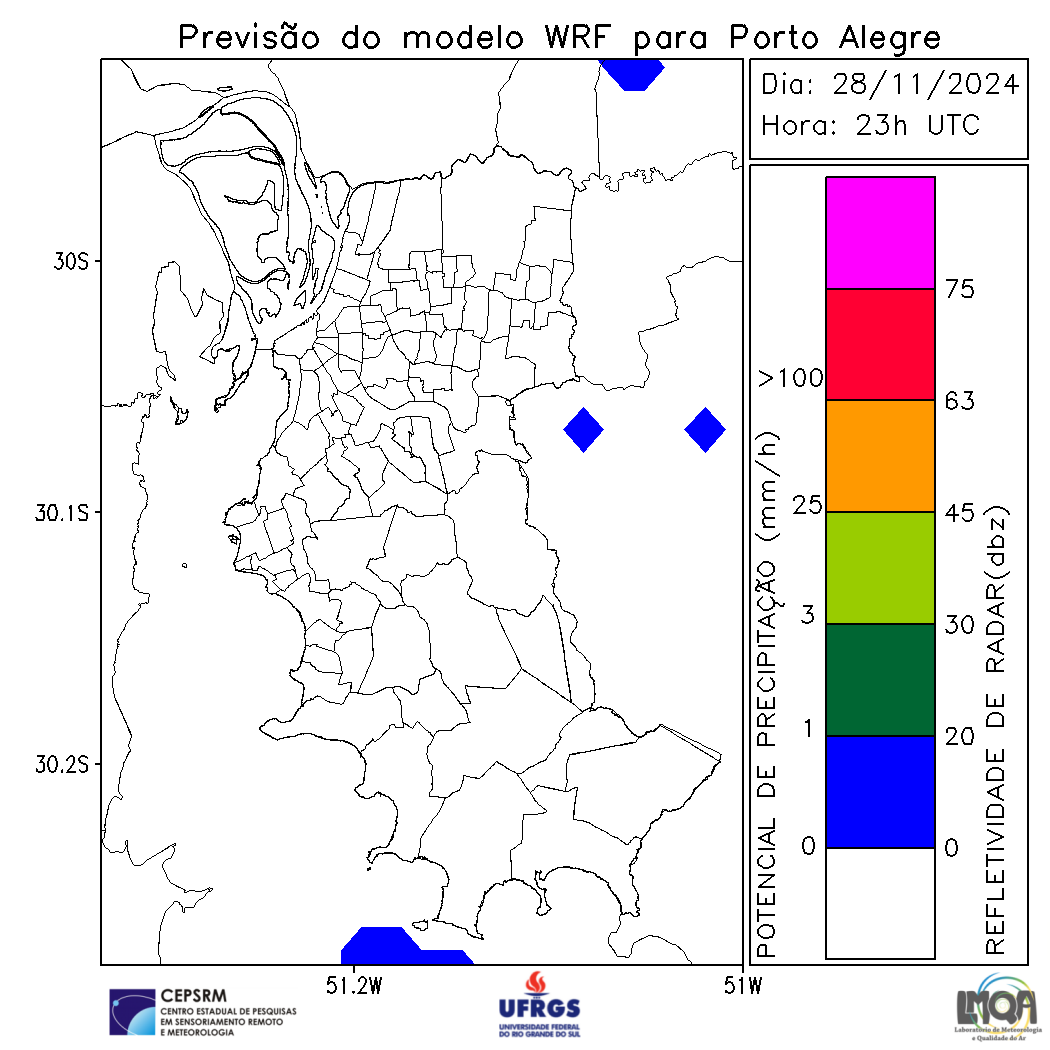 Previsão do modelo WRF para Porto Alegre
Dia: 28/11/2024
Hora: 23h UTC
30S
30.1S
30.2S
51.2W
51W
POTENCIAL DE PRECIPITAÇÃO (mm/h)
>100
25
3
1
0
75
63
45
30
20
0
REFLETIVIDADE DE RADAR(dbz)
CEPSRM
CENTRO ESTADUAL DE PESQUISAS
EM SENSORIAMENTO REMOTO
E METEOROLOGIA
UFRGS
UNIVERSIDADE FEDERAL
DO RIO GRANDE DO SUL
LMQA
Laboratório de Meteorologia
e Qualidade do Ar